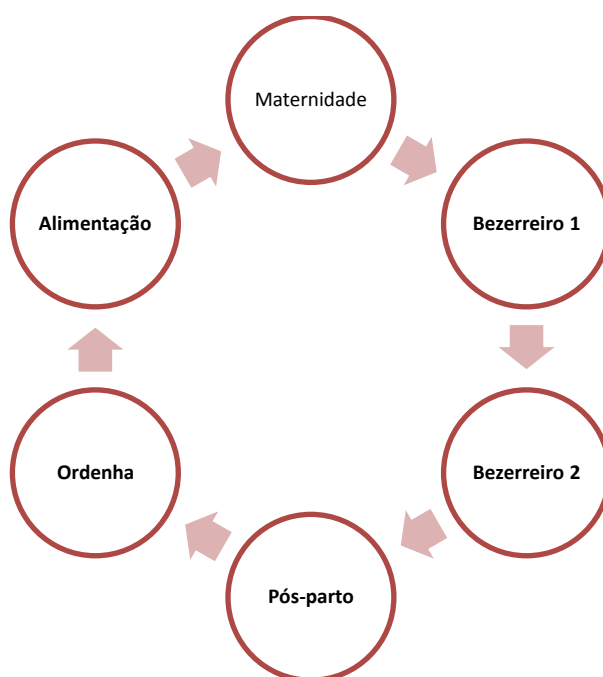 Maternidade
Bezerreiro 1
Bezerreiro 2
Pós-parto
Ordenha
Alimentação